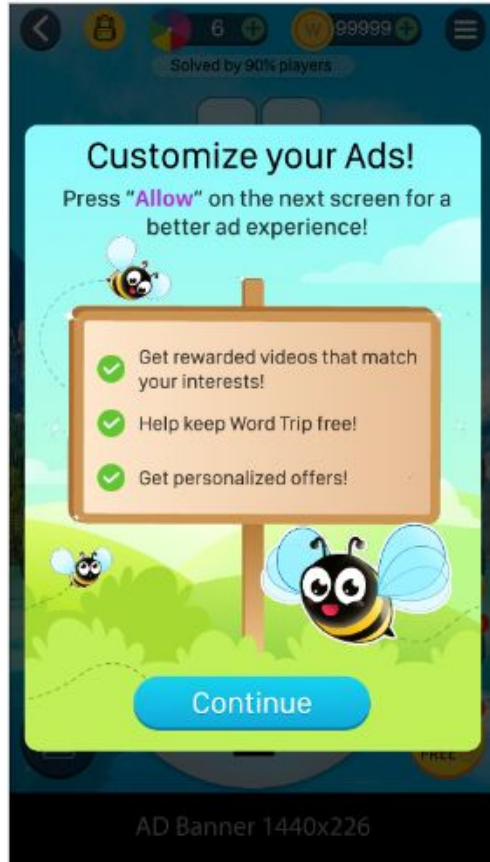 6
W 99999
Solved by 90% players
Customize your Ads!
Press "Allow" on the next screen for a
better ad experience!
Get rewarded videos that match
your interests!
Help keep Word Trip free!
Get personalized offers!
Continue
FREE
AD Banner 1440x226